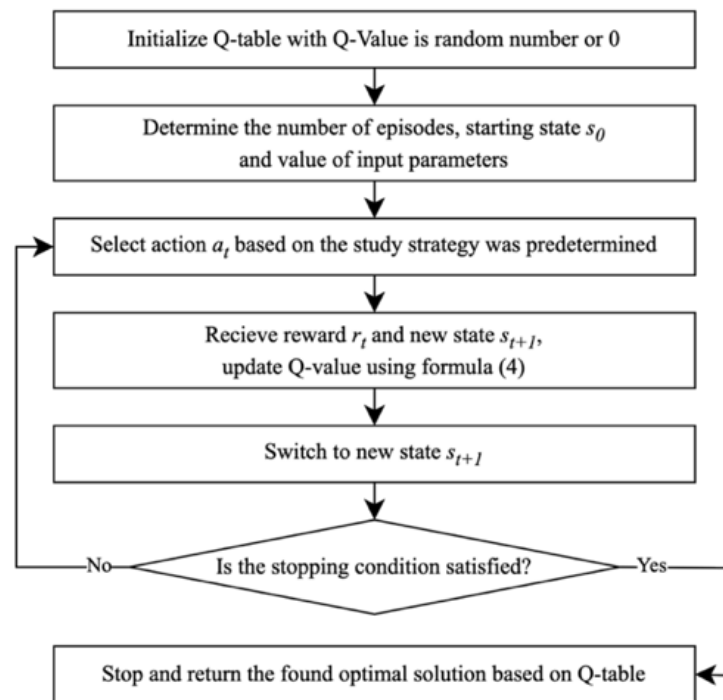 Initialize Q-table with Q-Value is random number or 0
Determine the number of episodes, starting state s₀
and value of input parameters
Select action aₜ based on the study strategy was predetermined
Recieve reward rₜ and new state sₜ₊₁,
update Q-value using formula (4)
Switch to new state sₜ₊₁
No
Is the stopping condition satisfied?
Yes
Stop and return the found optimal solution based on Q-table